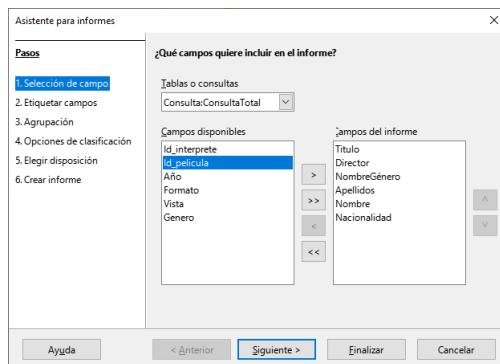 Asistente para informes
Pasos
1. Selección de campo
2. Etiquetar campos
3. Agrupación
4. Opciones de clasificación
5. Elegir disposición
6. Crear informe
¿Qué campos quiere incluir en el informe?
Tablas o consultas
Consulta:ConsultaTotal
Campos disponibles
Id_interprete
Id_pelicula
Año
Formato
Vista
Genero
>
>>
<
<<
Campos del informe
Titulo
Director
NombreGénero
Apellidos
Nombre
Nacionalidad
Ayuda
< Anterior
Siguiente >
Finalizar
Cancelar